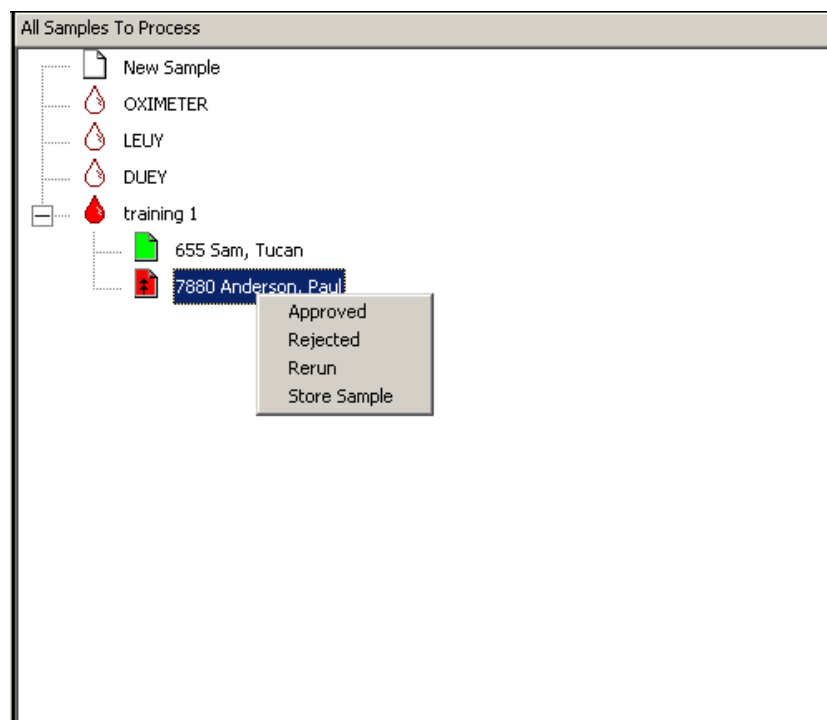 All Samples To Process
New Sample
OXIMETER
LEUY
DUEY
training 1
655 Sam, Tucan
7880 Anderson, Paul
Approved
Rejected
Rerun
Store Sample